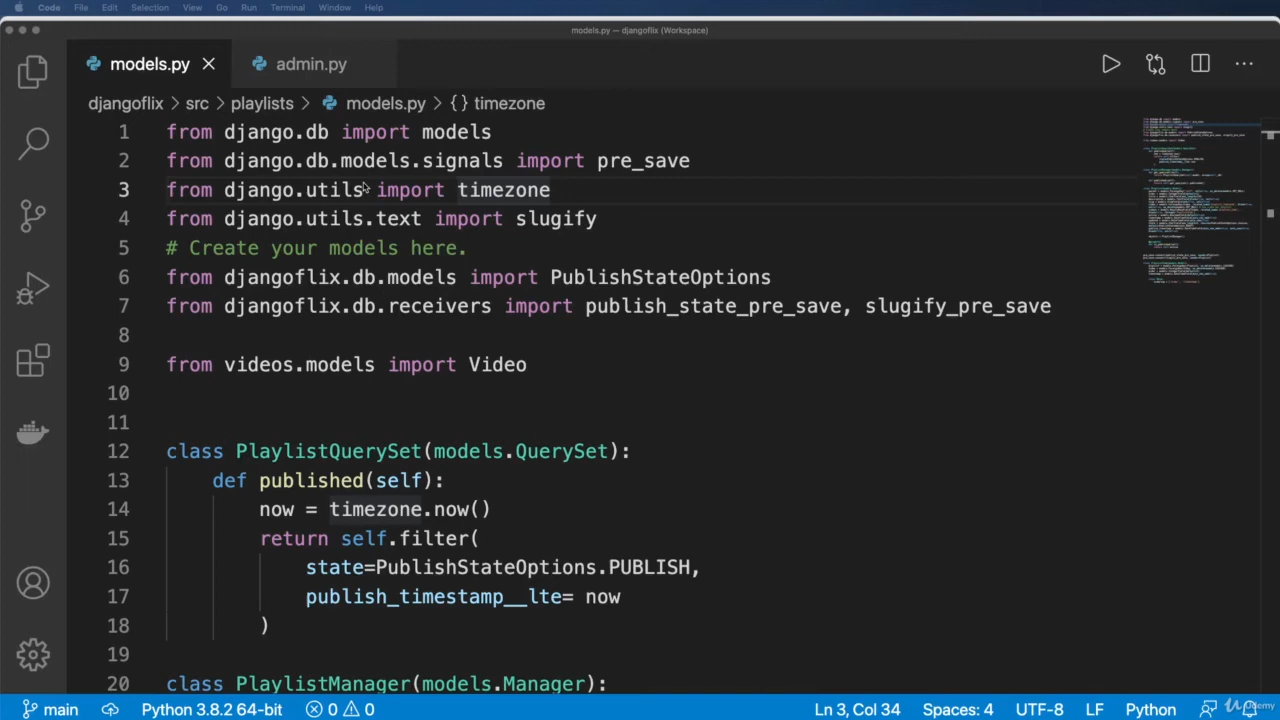 Code File Edit Selection View Go Run Terminal Window Help
models.py — djangoflix (Workspace)
models.py admin.py
djangoflix > src > playlists > models.py > {} timezone
1 from django.db import models
2 from django.db.models.signals import pre_save
3 from django.utils import timezone
4 from django.utils.text import slugify
5 # Create your models here.
6 from djangoflix.db.models import PublishStateOptions
7 from djangoflix.db.receivers import publish_state_pre_save, slugify_pre_save
8
9 from videos.models import Video
10
11
12 class PlaylistQuerySet(models.QuerySet):
13 def published(self):
14 now = timezone.now()
15 return self.filter(
16 state=PublishStateOptions.PUBLISH,
17 publish_timestamp__lte= now
18 )
19
20 class PlaylistManager(models.Manager):
main Python 3.8.2 64-bit 0 0 Ln 3, Col 34 Spaces: 4 UTF-8 LF Python
Udemy